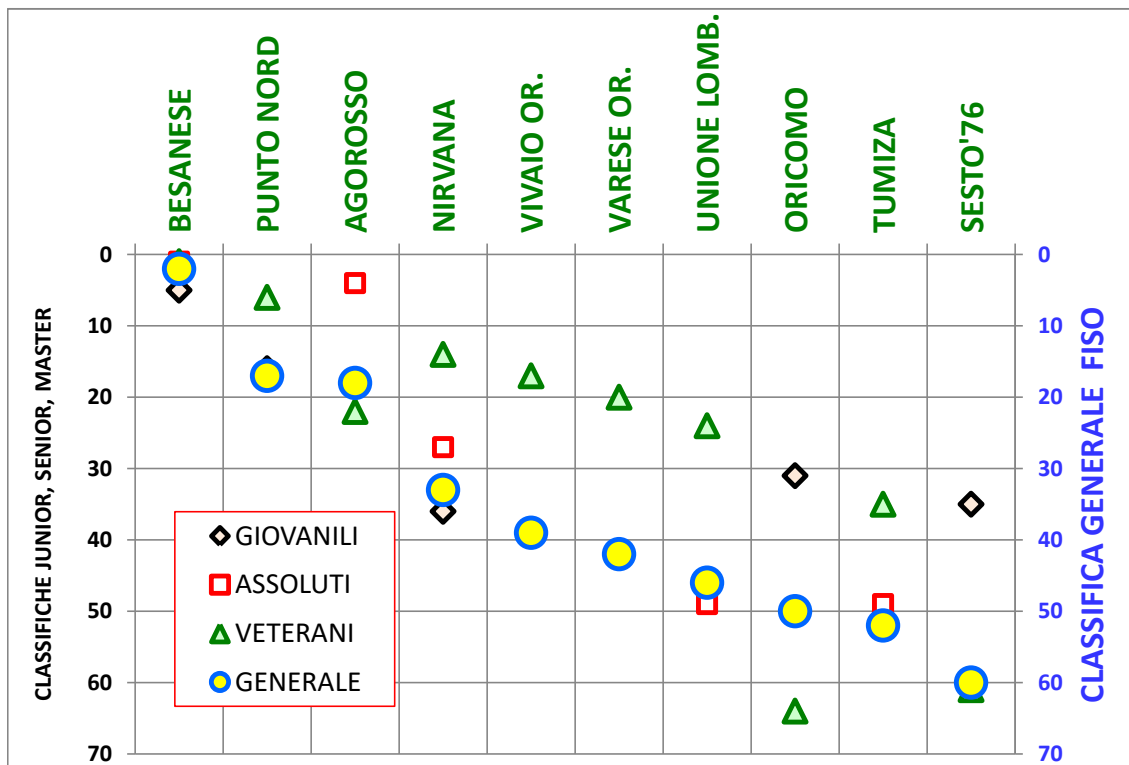 BESANESE
PUNTO NORD
AGOROSSO
NIRVANA
VIVAIO OR.
VARESE OR.
UNIONE LOMB.
ORICOMO
TUMIZA
SESTO'76
CLASSIFICHE JUNIOR, SENIOR, MASTER
0
10
20
30
40
50
60
70
GIOVANILI
ASSOLUTI
VETERANI
GENERALE
0
10
20
30
40
50
60
70
CLASSIFICA GENERALE FISO